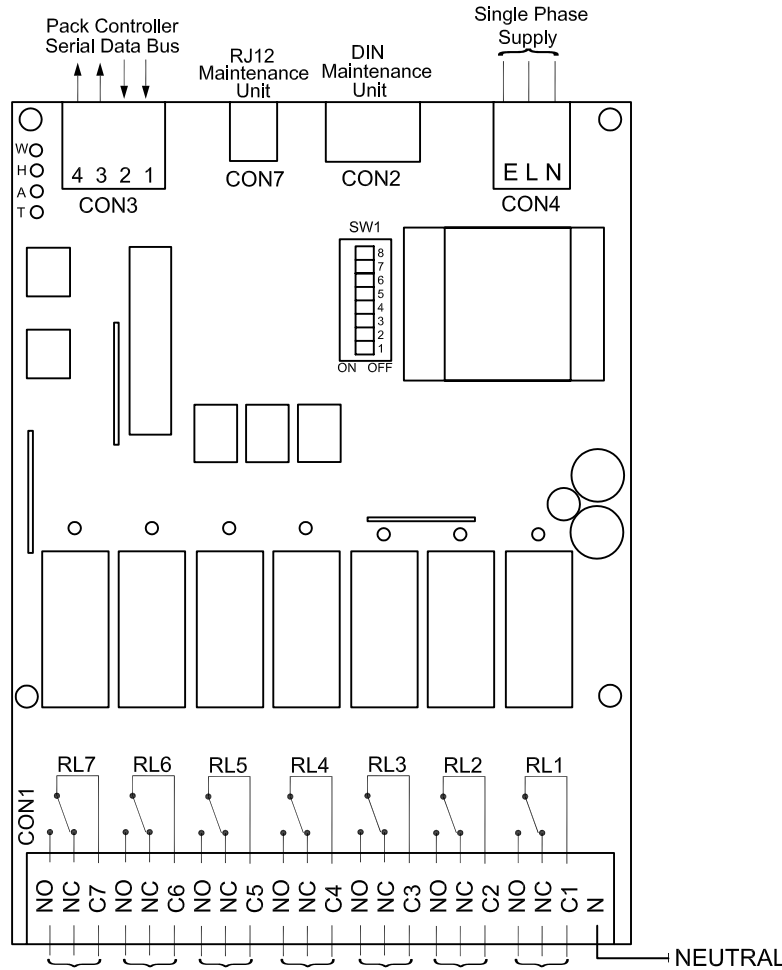 Pack Controller
Serial Data Bus
RJ12
Maintenance
Unit
DIN
Maintenance
Unit
Single Phase
Supply
W
H
A
T
4 3 2 1
CON3
CON7
CON2
E L N
CON4
SW1
8
7
6
5
4
3
2
1
ON OFF
RL7 RL6 RL5 RL4 RL3 RL2 RL1
CON1
NO NC C7 NO NC C6 NO NC C5 NO NC C4 NO NC C3 NO NC C2 NO NC C1 N
NEUTRAL